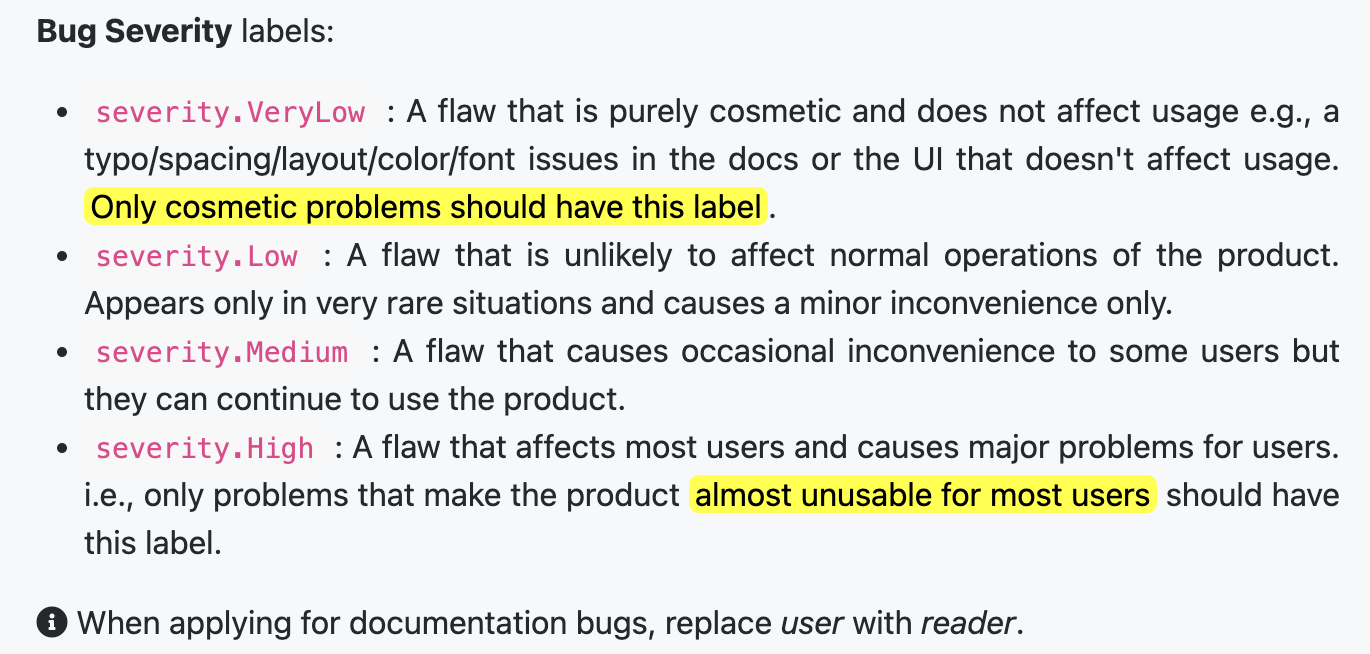 Bug Severity labels:
• severity.VeryLow : A flaw that is purely cosmetic and does not affect usage e.g., a
typo/spacing/layout/color/font issues in the docs or the UI that doesn't affect usage.
Only cosmetic problems should have this label.
• severity.Low : A flaw that is unlikely to affect normal operations of the product.
Appears only in very rare situations and causes a minor inconvenience only.
• severity.Medium : A flaw that causes occasional inconvenience to some users but
they can continue to use the product.
• severity.High : A flaw that affects most users and causes major problems for users.
i.e., only problems that make the product almost unusable for most users should have
this label.
When applying for documentation bugs, replace user with reader.